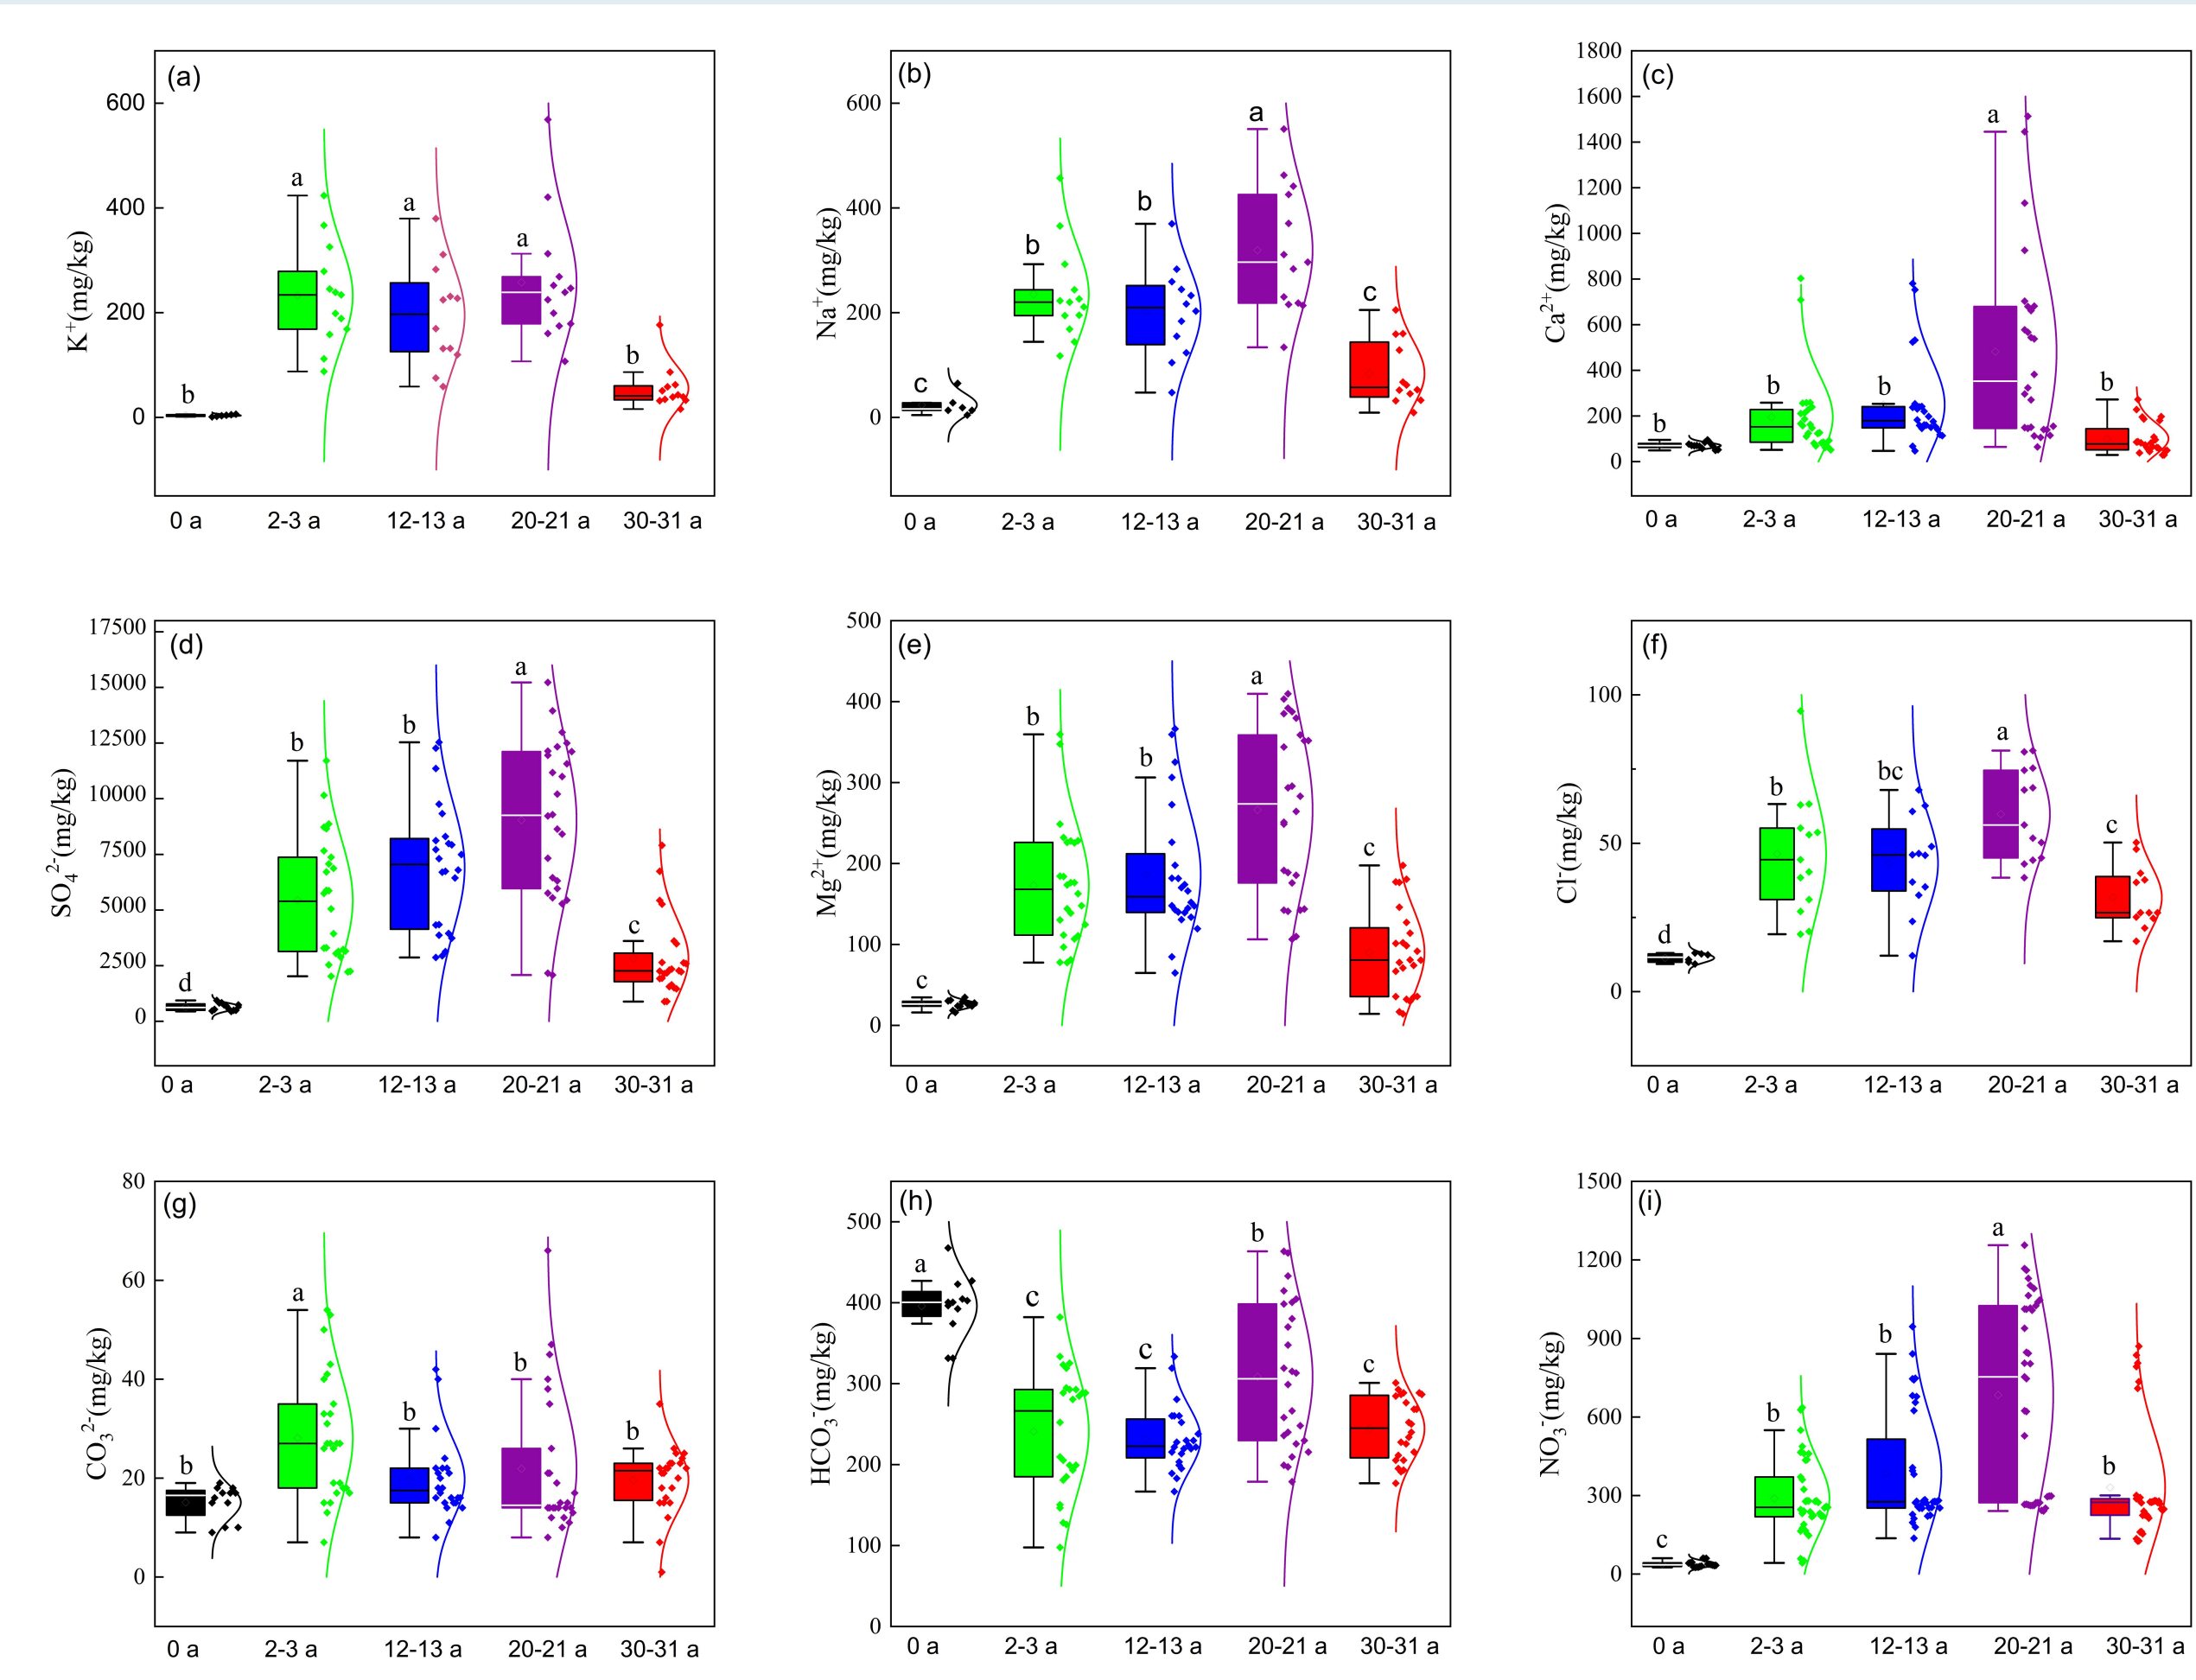 (a)
K⁺(mg/kg)
600
400
200
0
b
a
a
a
b
0 a 2-3 a 12-13 a 20-21 a 30-31 a
(b)
Na⁺(mg/kg)
600
400
200
0
c
b
b
a
c
0 a 2-3 a 12-13 a 20-21 a 30-31 a
(c)
Ca²⁺(mg/kg)
1800
1600
1400
1200
1000
800
600
400
200
0
b
b
b
a
b
0 a 2-3 a 12-13 a 20-21 a 30-31 a
(d)
SO₄²⁻(mg/kg)
17500
15000
12500
10000
7500
5000
2500
0
d
b
b
a
c
0 a 2-3 a 12-13 a 20-21 a 30-31 a
(e)
Mg²⁺(mg/kg)
500
400
300
200
100
0
c
b
b
a
c
0 a 2-3 a 12-13 a 20-21 a 30-31 a
(f)
Cl⁻(mg/kg)
100
50
0
d
b
bc
a
c
0 a 2-3 a 12-13 a 20-21 a 30-31 a
(g)
CO₃²⁻(mg/kg)
80
60
40
20
0
b
a
b
b
b
0 a 2-3 a 12-13 a 20-21 a 30-31 a
(h)
HCO₃⁻(mg/kg)
500
400
300
200
100
0
a
c
c
b
c
0 a 2-3 a 12-13 a 20-21 a 30-31 a
(i)
NO₃⁻(mg/kg)
1500
1200
900
600
300
0
c
b
b
a
b
0 a 2-3 a 12-13 a 20-21 a 30-31 a